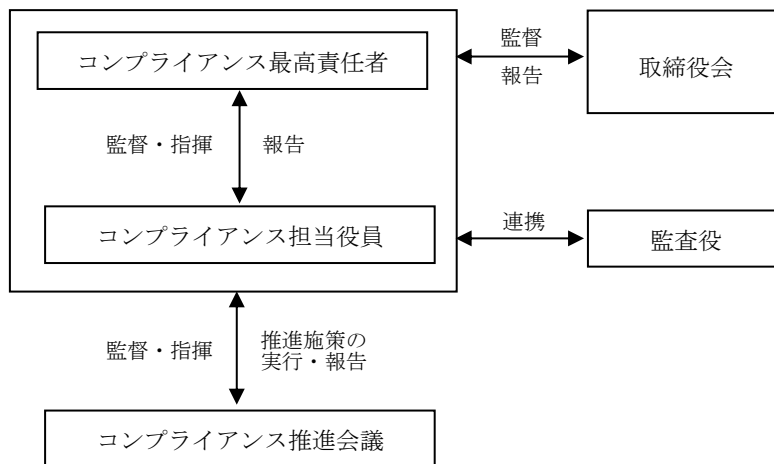 コンプライアンス最高責任者
監督
報告
取締役会
監督・指揮
報告
コンプライアンス担当役員
連携
監査役
監督・指揮
推進施策の
実行・報告
コンプライアンス推進会議